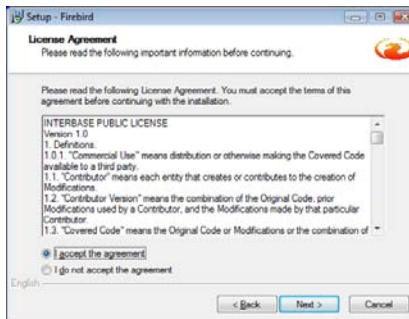 Setup - Firebird
License Agreement
Please read the following important information before continuing.
Please read the following License Agreement. You must accept the terms of this
agreement before continuing with the installation.
INTERBASE PUBLIC LICENSE
Version 1.0
1. Definitions.
1.0.1. "Commercial Use" means distribution or otherwise making the Covered Code
available to a third party.
1.1. "Contributor" means each entity that creates or contributes to the creation of
Modifications.
1.2. "Contributor Version" means the combination of the Original Code, prior
Modifications used by a Contributor, and the Modifications made by that particular
Contributor.
1.3. "Covered Code" means the Original Code or Modifications or the combination of
I accept the agreement
I do not accept the agreement
English
< Back Next > Cancel